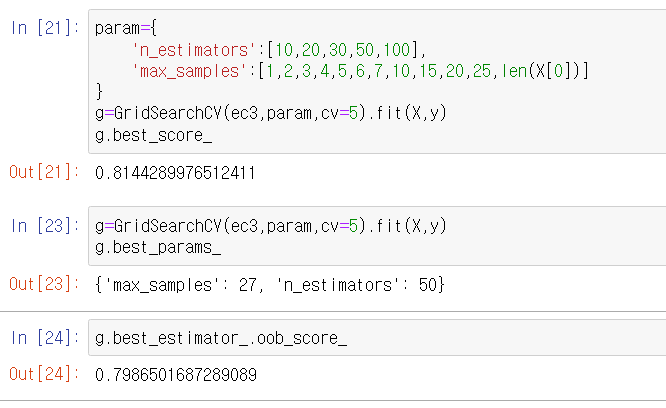 In [21]: param={
    'n_estimators':[10,20,30,50,100],
    'max_samples':[1,2,3,4,5,6,7,10,15,20,25,len(X[0])]
}
g=GridSearchCV(ec3,param,cv=5).fit(X,y)
g.best_score_
Out[21]: 0.8144289976512411
In [23]: g=GridSearchCV(ec3,param,cv=5).fit(X,y)
g.best_params_
Out[23]: {'max_samples': 27, 'n_estimators': 50}
In [24]: g.best_estimator_.oob_score_
Out[24]: 0.7986501687289089